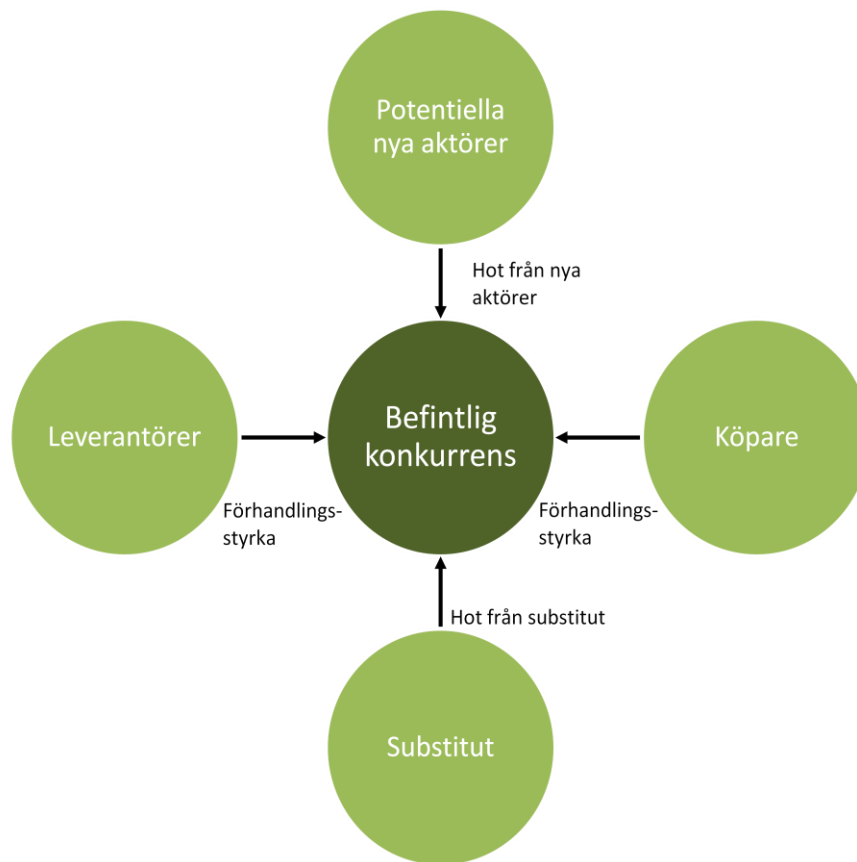 Potentiella
nya aktörer
Hot från nya
aktörer
Leverantörer
Befintlig
konkurrens
Köpare
Förhandlings-
styrka
Förhandlings-
styrka
Hot från substitut
Substitut